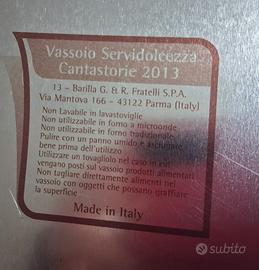 Vassoio Servidolcezza
Cantastorie 2013
13 – Barilla G. & R. Fratelli S.P.A.
Via Mantova 166 – 43122 Parma (Italy)
Non Lavabile in lavastoviglie
Non utilizzabile in forno a microonde
Non utilizzabile in forno tradizionale
Pulire con un panno umido e asciugare
bene prima dell'utilizzo
Utilizzare un tovagliolo nel caso in cui
vengano posti sul vassoio prodotti alimentari
Non tagliare direttamente alimenti nel
vassoio con oggetti che possano graffiare
la superficie
Made in Italy
subito